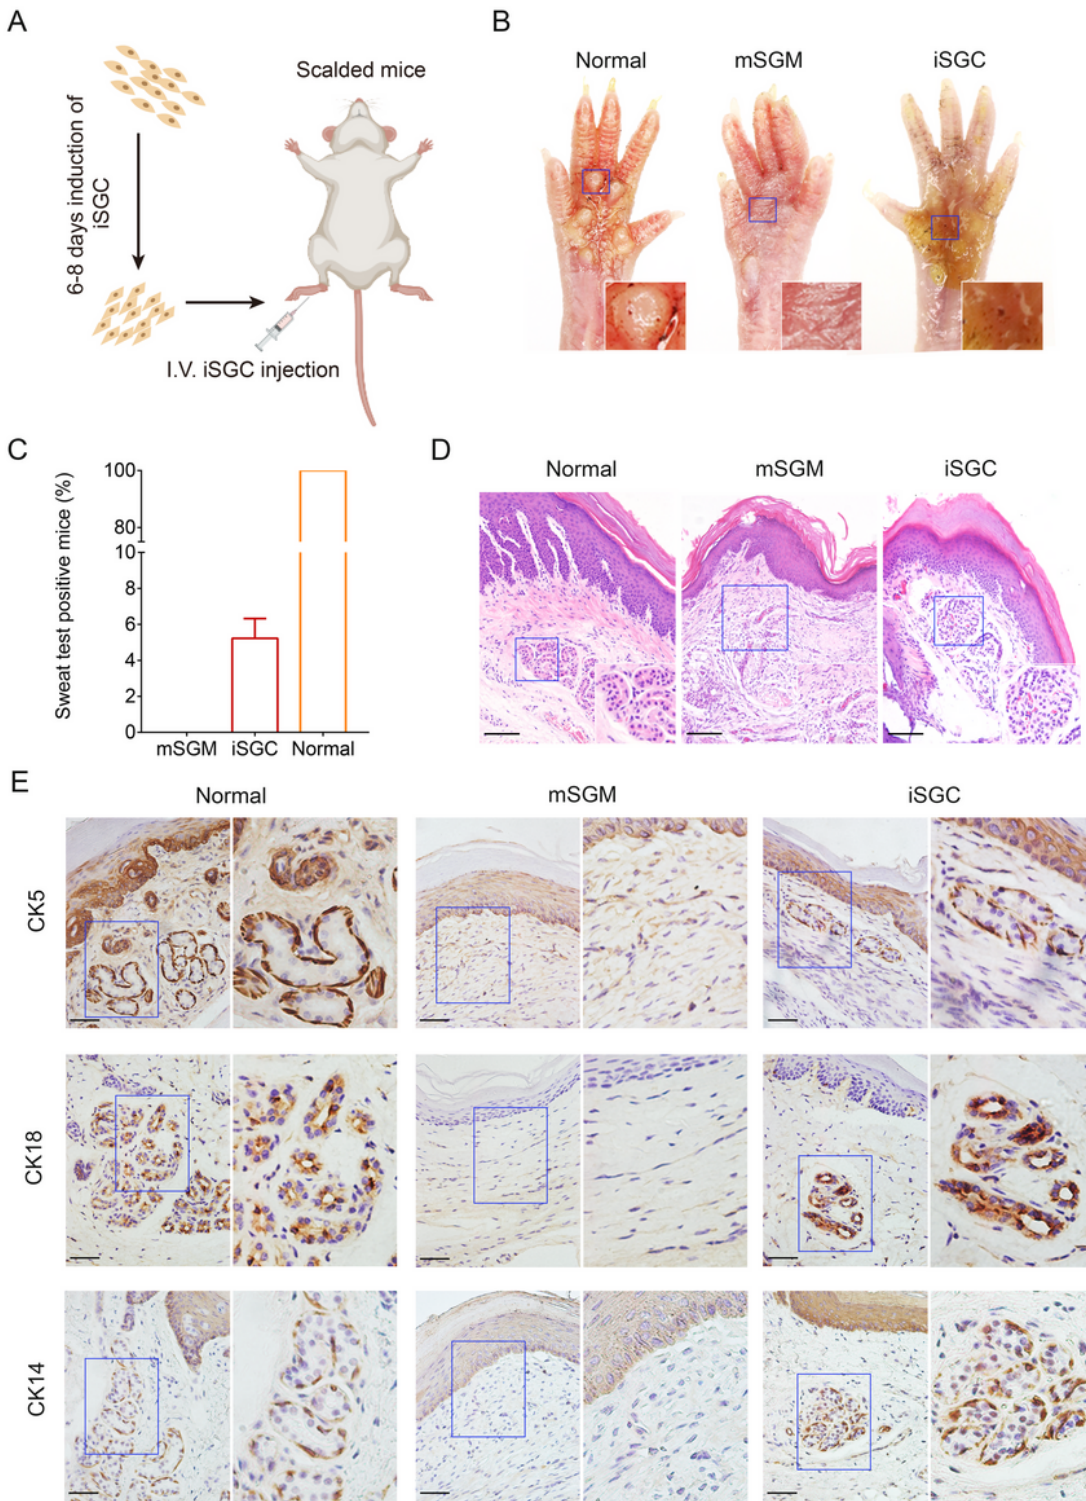 A
6-8 days induction of
iSGC
Scalded mice
I.V. iSGC injection
B
Normal
mSGM
iSGC
C
Sweat test positive mice (%)
100
80
10
8
6
4
2
0
mSGM
iSGC
Normal
D
Normal
mSGM
iSGC
E
Normal
mSGM
iSGC
CK5
CK18
CK14